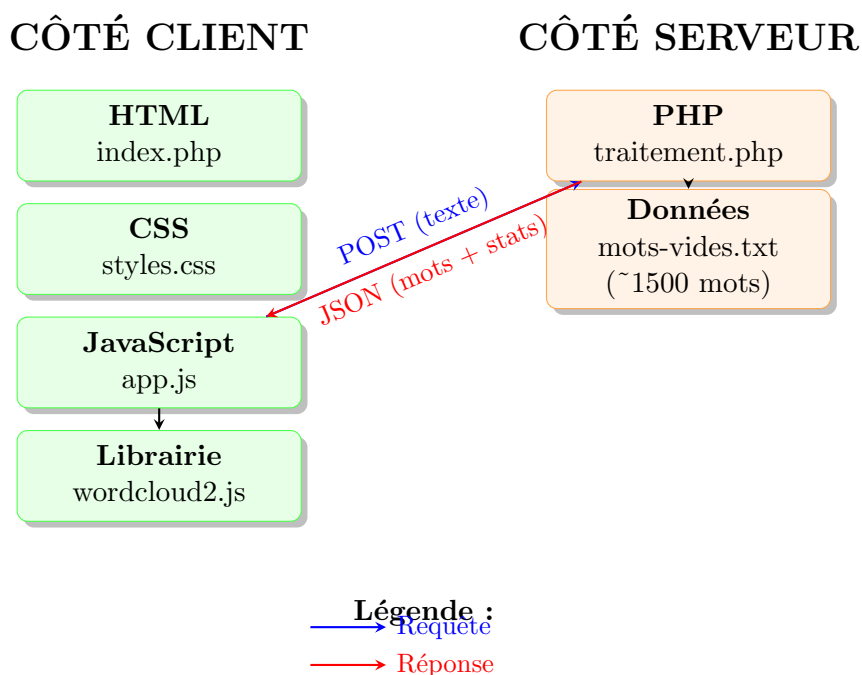 CÔTÉ CLIENT
CÔTÉ SERVEUR
HTML
index.php
CSS
styles.css
JavaScript
app.js
Librairie
wordcloud2.js
PHP
traitement.php
Données
mots-vides.txt
(~1500 mots)
POST (texte)
JSON (mots + stats)
Légende :
Requête
Réponse